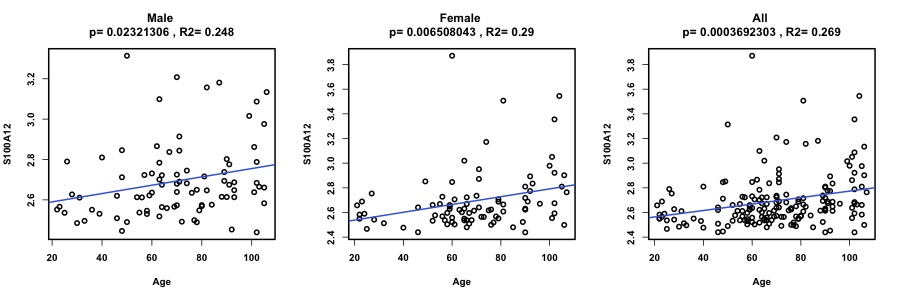 Male
p= 0.02321306 , R2= 0.248
S100A12
3.2
3.0
2.8
2.6
20 40 60 80 100
Age
Female
p= 0.006508043 , R2= 0.29
S100A12
3.8
3.6
3.4
3.2
3.0
2.8
2.6
2.4
20 40 60 80 100
Age
All
p= 0.0003692303 , R2= 0.269
S100A12
3.8
3.6
3.4
3.2
3.0
2.8
2.6
2.4
20 40 60 80 100
Age